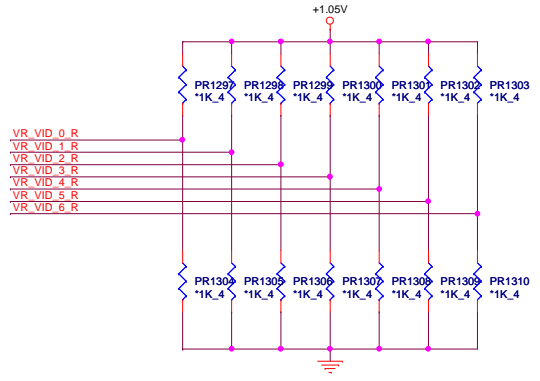 +1.05V
PR1297 PR1298 PR1299 PR1300 PR1301 PR1302 PR1303
*1K_4 *1K_4 *1K_4 *1K_4 *1K_4 *1K_4 *1K_4
VR_VID_0_R
VR_VID_1_R
VR_VID_2_R
VR_VID_3_R
VR_VID_4_R
VR_VID_5_R
VR_VID_6_R
PR1304 PR1305 PR1306 PR1307 PR1308 PR1309 PR1310
*1K_4 *1K_4 *1K_4 *1K_4 *1K_4 *1K_4 *1K_4